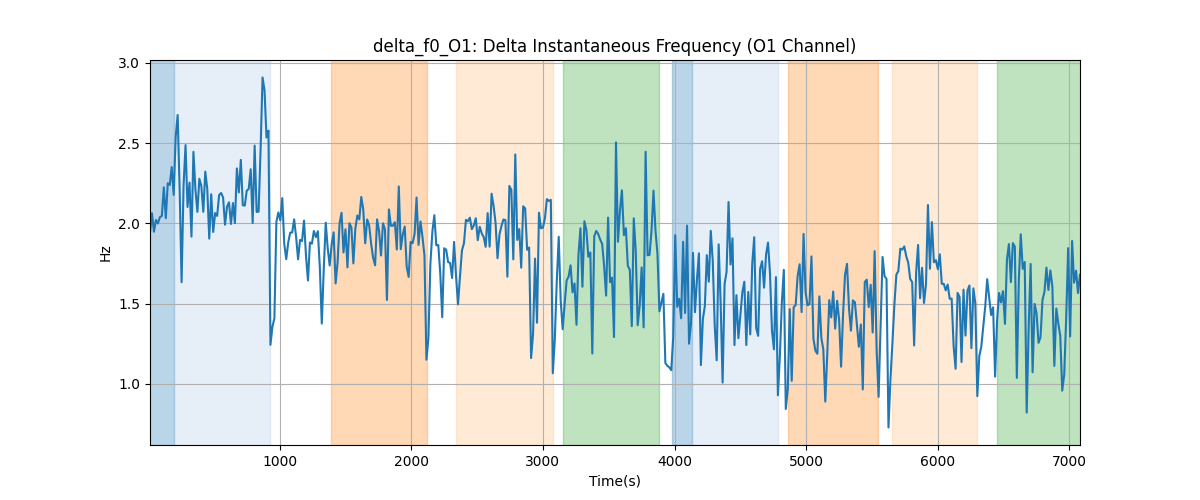 delta_f0_O1: Delta Instantaneous Frequency (O1 Channel)
3.0
2.5
2.0
1.5
1.0
Hz
1000 2000 3000 4000 5000 6000 7000
Time(s)